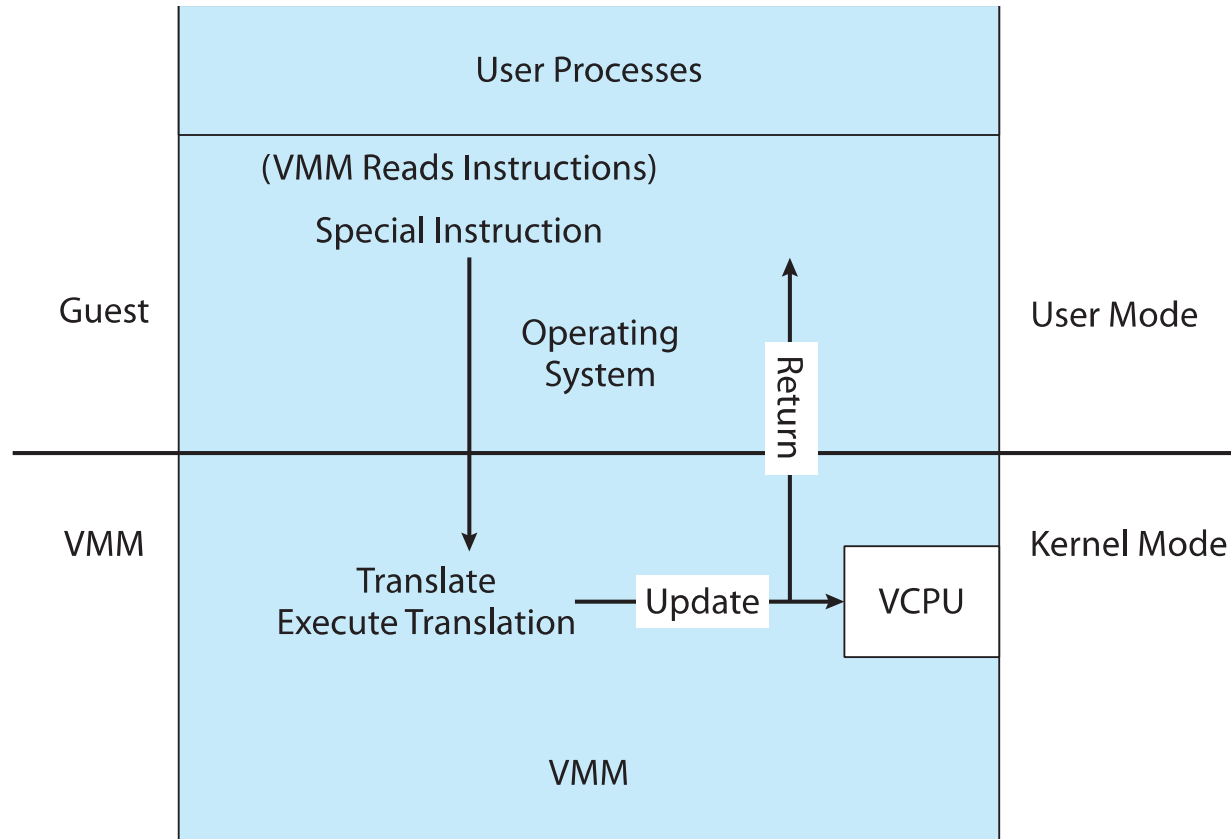 User Processes
(VMM Reads Instructions)
Special Instruction
Guest
Operating
System
Return
User Mode
VMM
Kernel Mode
Translate
Execute Translation
Update
VCPU
VMM